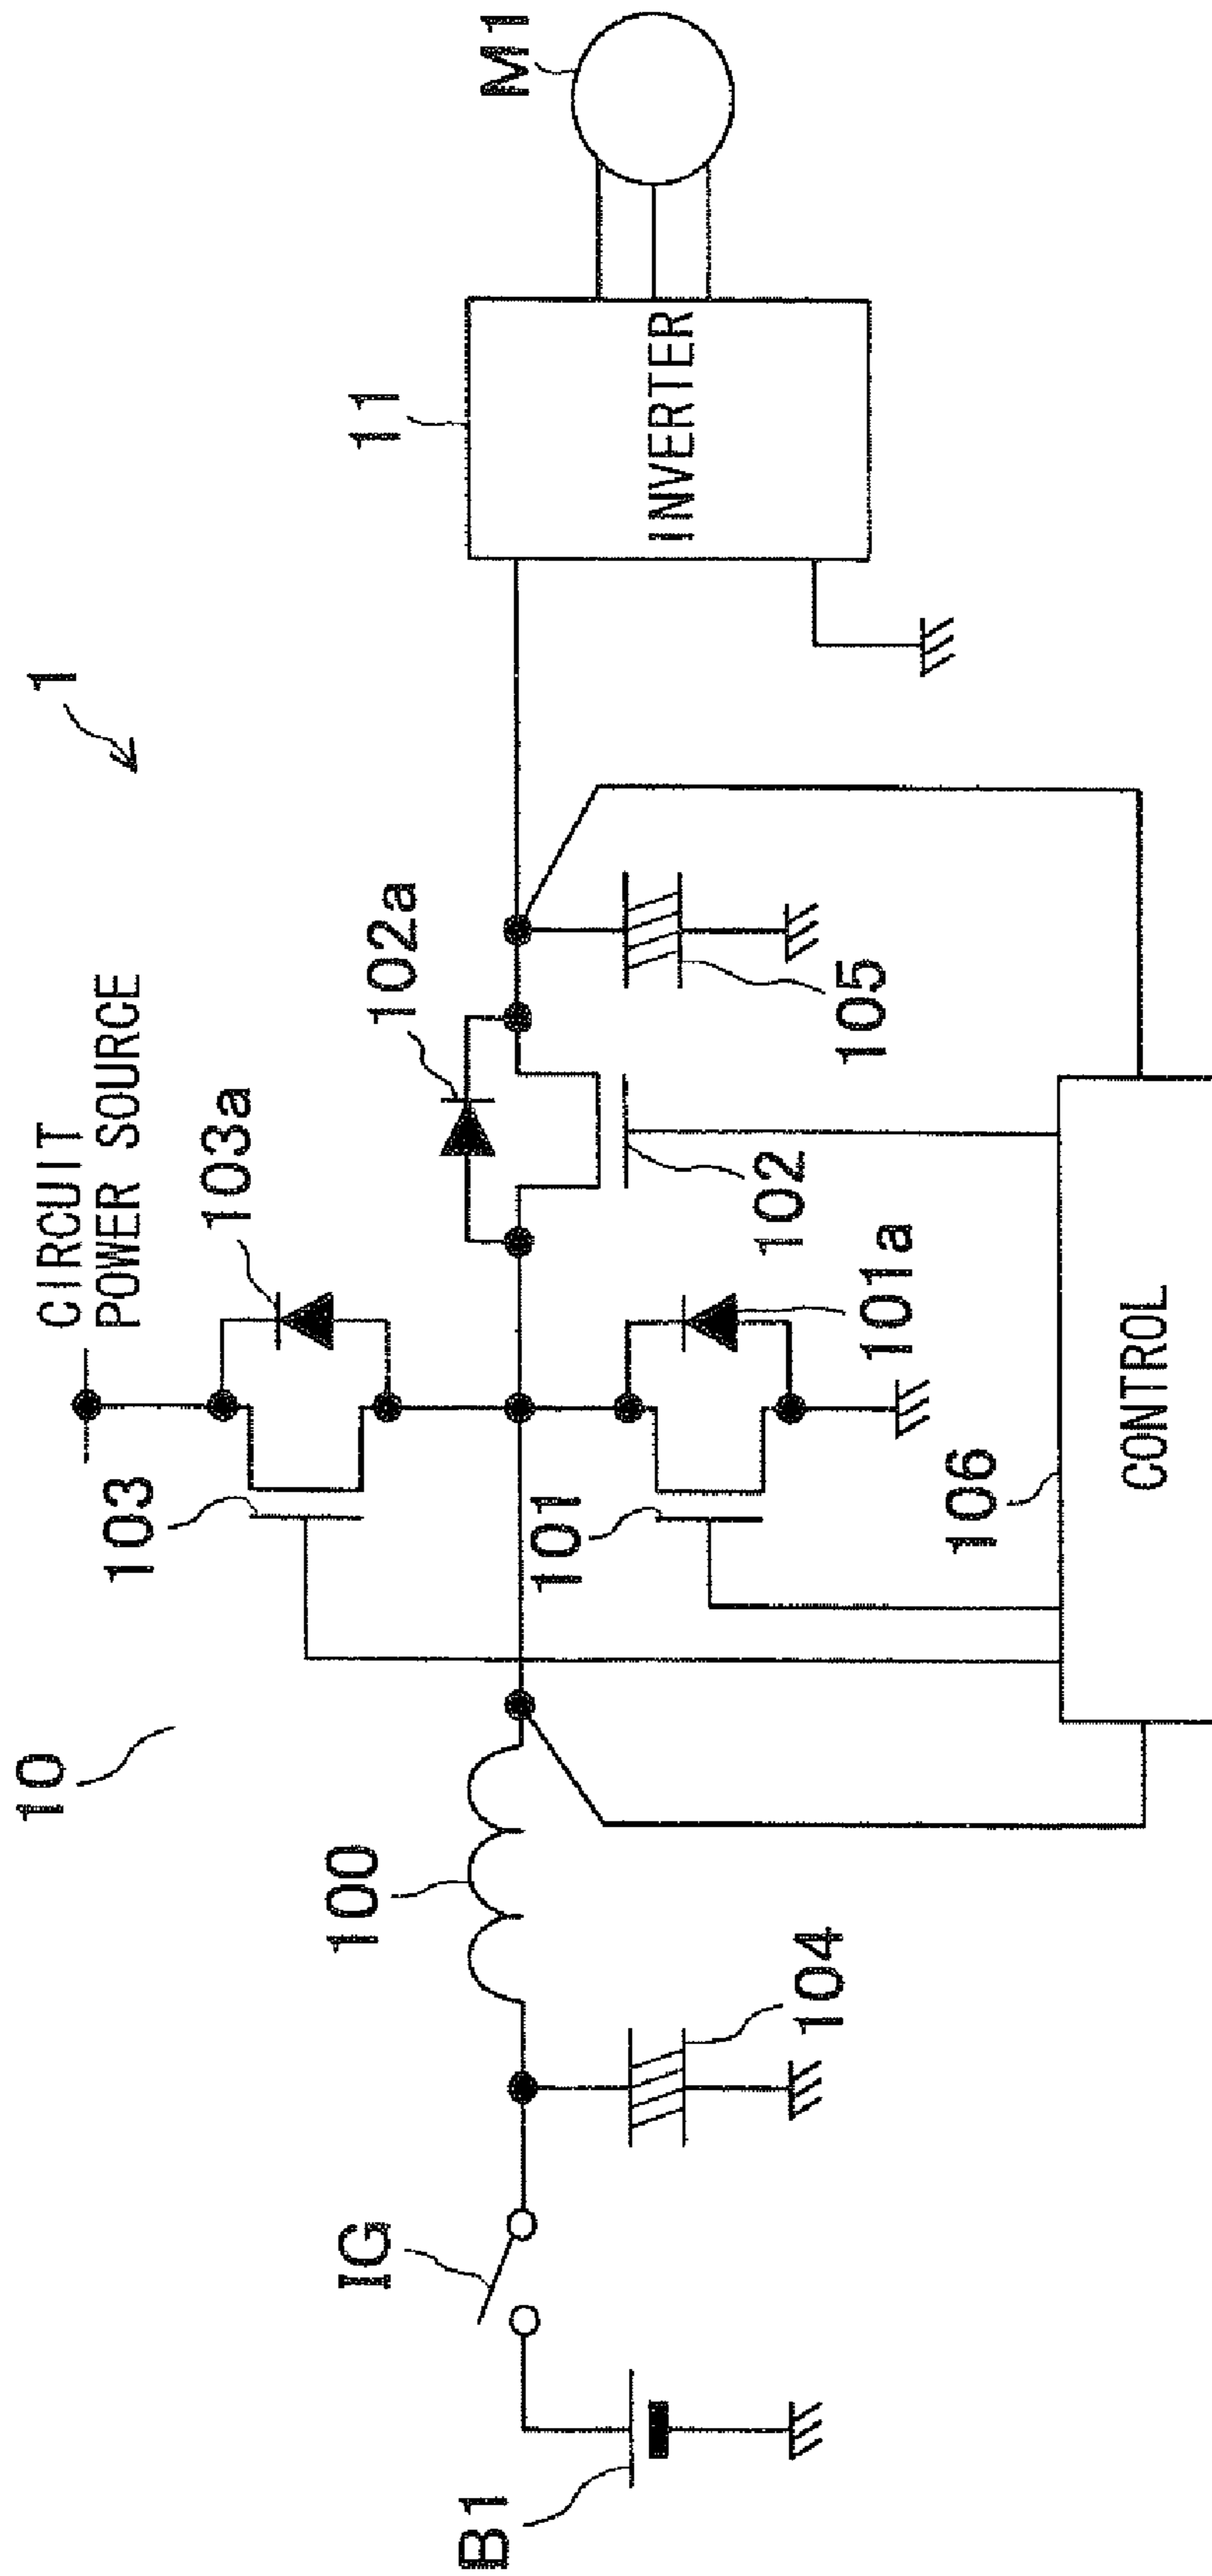 1
10
CIRCUIT
POWER SOURCE
103
103a
102a
11
M1
IG
100
INVERTER
101
101a
102
105
B1
104
106
CONTROL